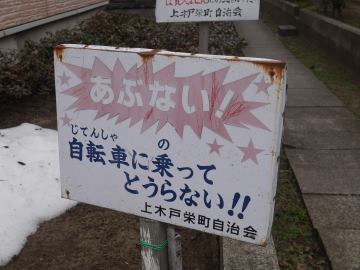 上木戸栄町自治会
あぶない!
じてんしゃ の
自転車に乗って
とうらない!!
上木戸栄町自治会